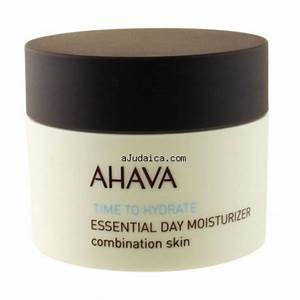 aJudaica.com
AHAVA
TIME TO HYDRATE
ESSENTIAL DAY MOISTURIZER
combination skin